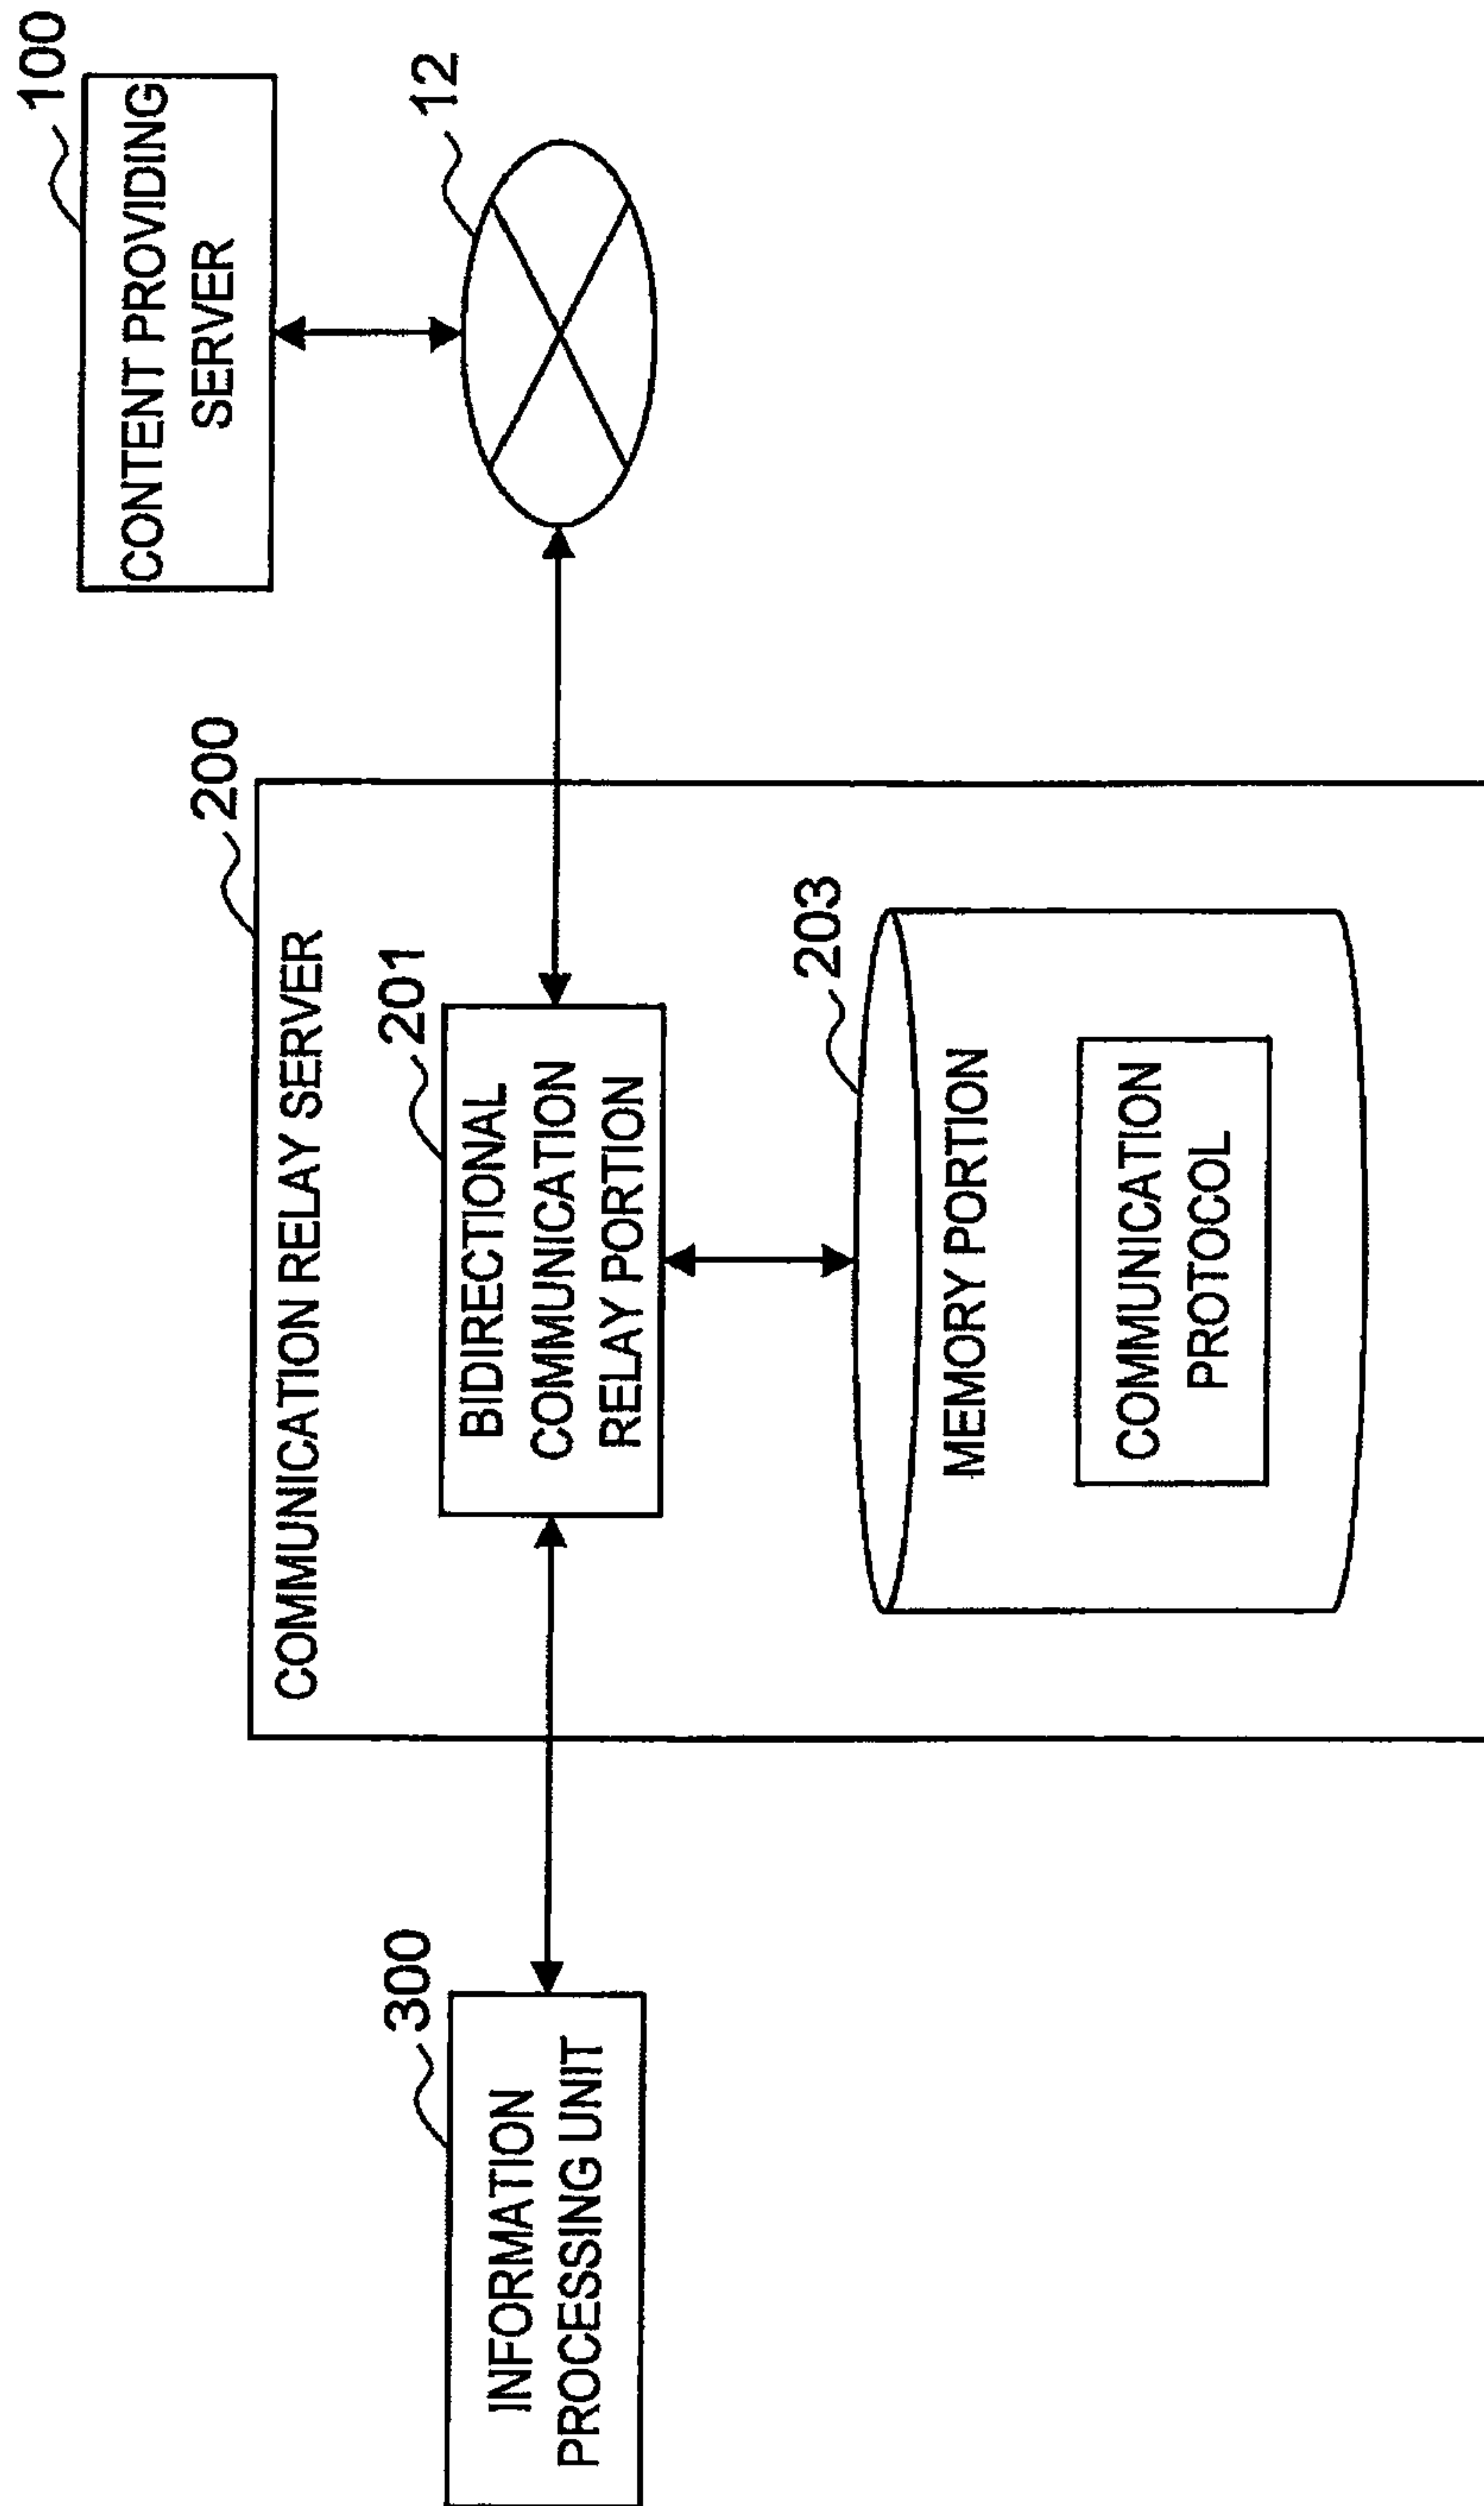 100
CONTENT PROVIDING
SERVER
12
200
COMMUNICATION RELAY SERVER
201
BIDIRECTIONAL
COMMUNICATION
RELAY PORTION
203
MEMORY PORTION
COMMUNICATION
PROTOCOL
300
INFORMATION
PROCESSING UNIT